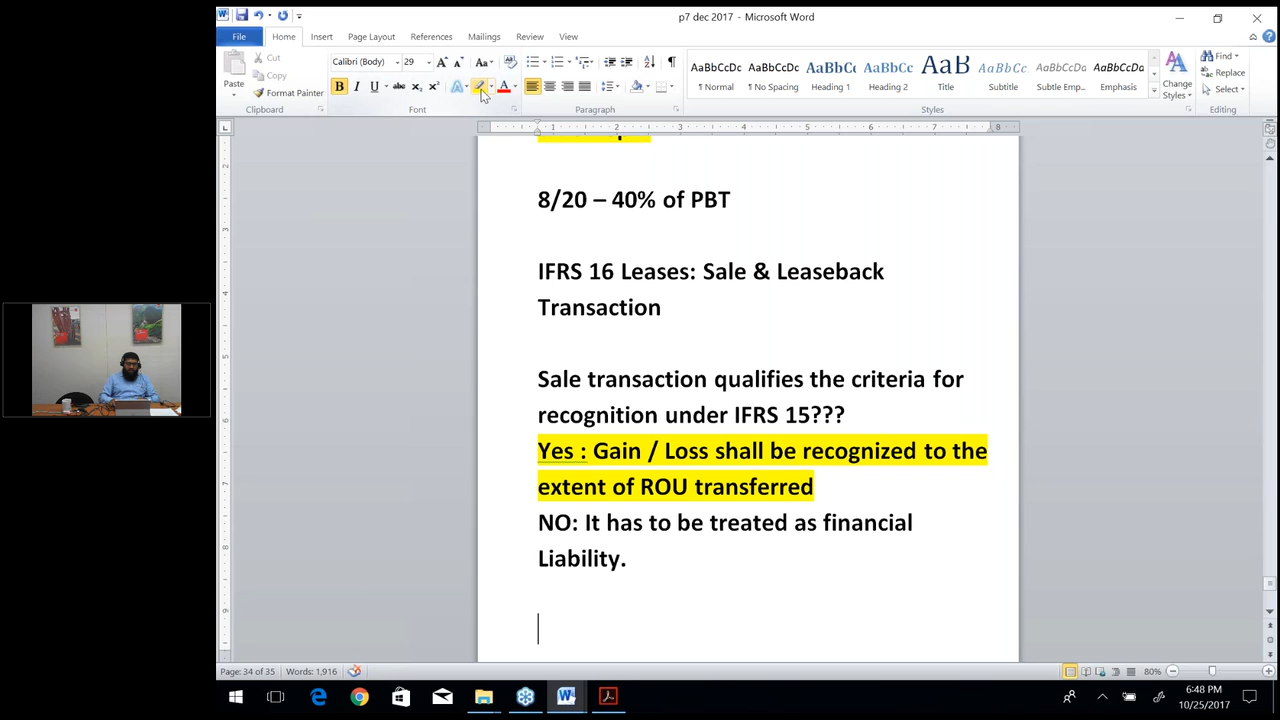 p7 dec 2017 - Microsoft Word
File Home Insert Page Layout References Mailings Review View
Paste
Cut
Copy
Format Painter
Clipboard
Calibri (Body) 29
Font
Paragraph
AaBbCcDc AaBbCcDc AaBbCc AaBbCc AaB AaBbCc. AaBbCcDc AaBbCcDc
¶ Normal ¶ No Spacing Heading 1 Heading 2 Title Subtitle Subtle Emp... Emphasis
Styles
Change
Styles
Find
Replace
Select
Editing
8/20 – 40% of PBT
IFRS 16 Leases: Sale & Leaseback
Transaction
Sale transaction qualifies the criteria for
recognition under IFRS 15???
Yes : Gain / Loss shall be recognized to the
extent of ROU transferred
NO: It has to be treated as financial
Liability.
Page: 34 of 35 Words: 1,916 80%
6:48 PM
10/25/2017